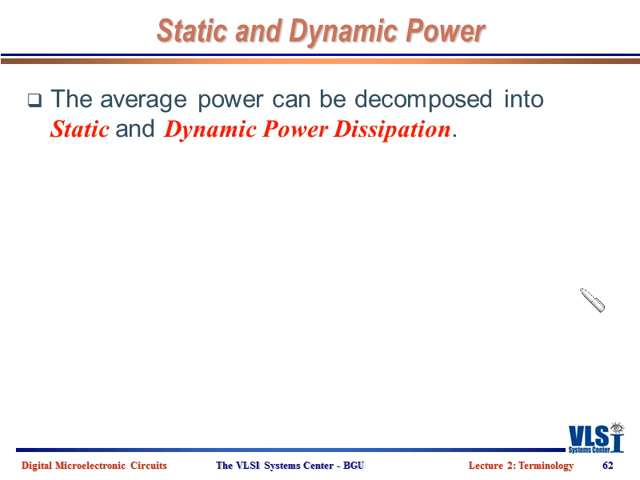 Static and Dynamic Power
The average power can be decomposed into
Static and Dynamic Power Dissipation.
VLSI
Systems Center
Digital Microelectronic Circuits
The VLSI Systems Center - BGU
Lecture 2: Terminology
62